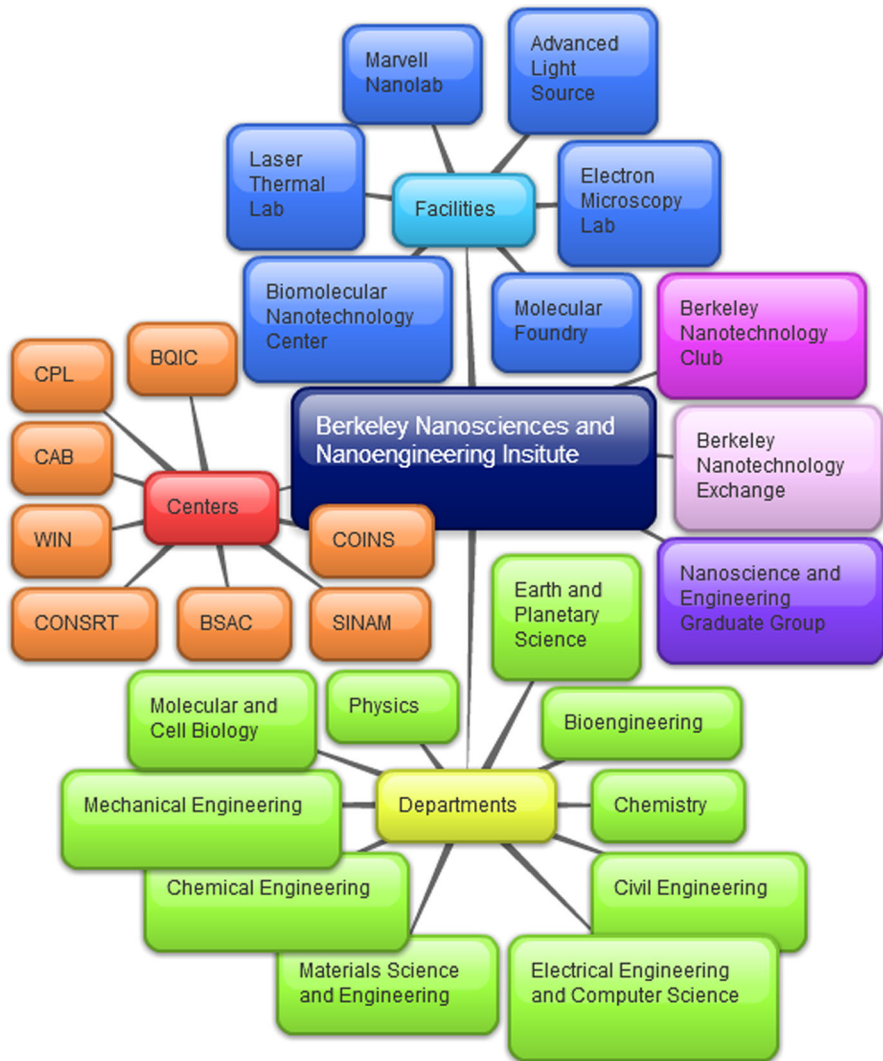 Marvell
Nanolab
Advanced
Light
Source
Laser
Thermal
Lab
Facilities
Electron
Microscopy
Lab
Biomolecular
Nanotechnology
Center
Molecular
Foundry
Berkeley
Nanotechnology
Club
CPL
BQIC
Berkeley Nanosciences and
Nanoengineering Insitute
Berkeley
Nanotechnology
Exchange
CAB
Centers
WIN
COINS
CONSRT
BSAC
SINAM
Nanoscience and
Engineering
Graduate Group
Earth and
Planetary
Science
Molecular and
Cell Biology
Physics
Bioengineering
Mechanical Engineering
Departments
Chemistry
Chemical Engineering
Civil Engineering
Materials Science
and Engineering
Electrical Engineering
and Computer Science